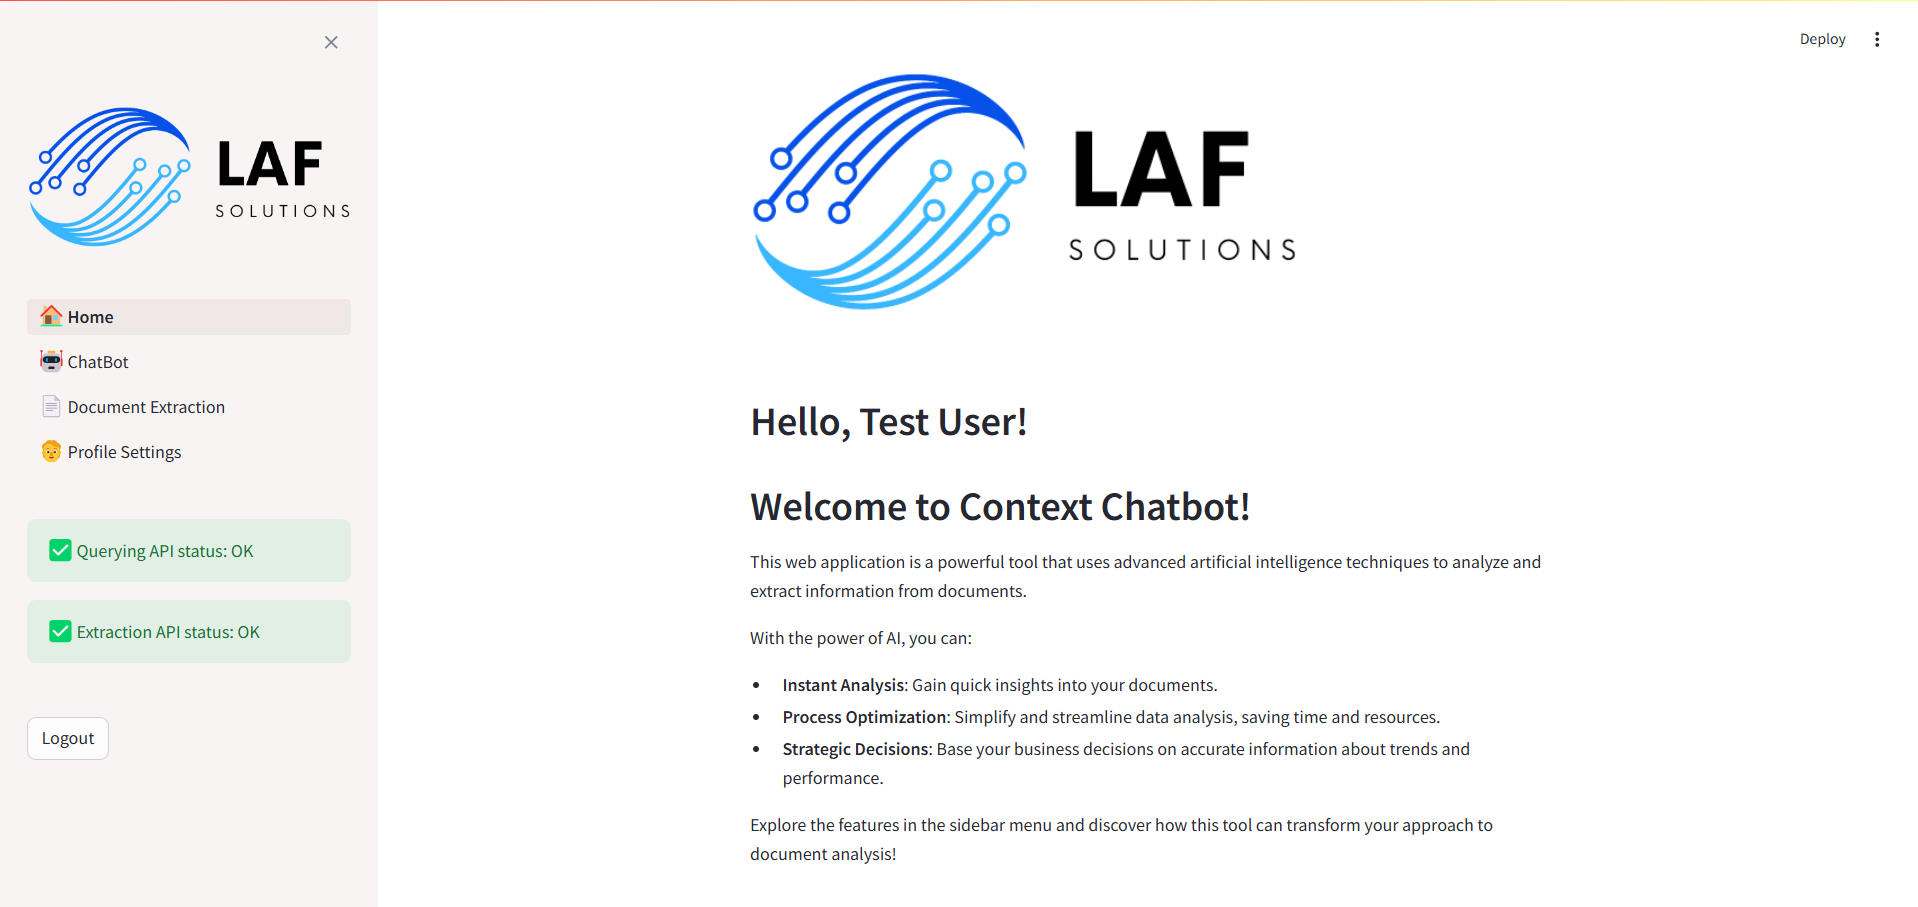 LAF
SOLUTIONS
Home
ChatBot
Document Extraction
Profile Settings
Querying API status: OK
Extraction API status: OK
Logout
Deploy
LAF
SOLUTIONS
Hello, Test User!
Welcome to Context Chatbot!
This web application is a powerful tool that uses advanced artificial intelligence techniques to analyze and
extract information from documents.
With the power of AI, you can:
• Instant Analysis: Gain quick insights into your documents.
• Process Optimization: Simplify and streamline data analysis, saving time and resources.
• Strategic Decisions: Base your business decisions on accurate information about trends and
performance.
Explore the features in the sidebar menu and discover how this tool can transform your approach to
document analysis!